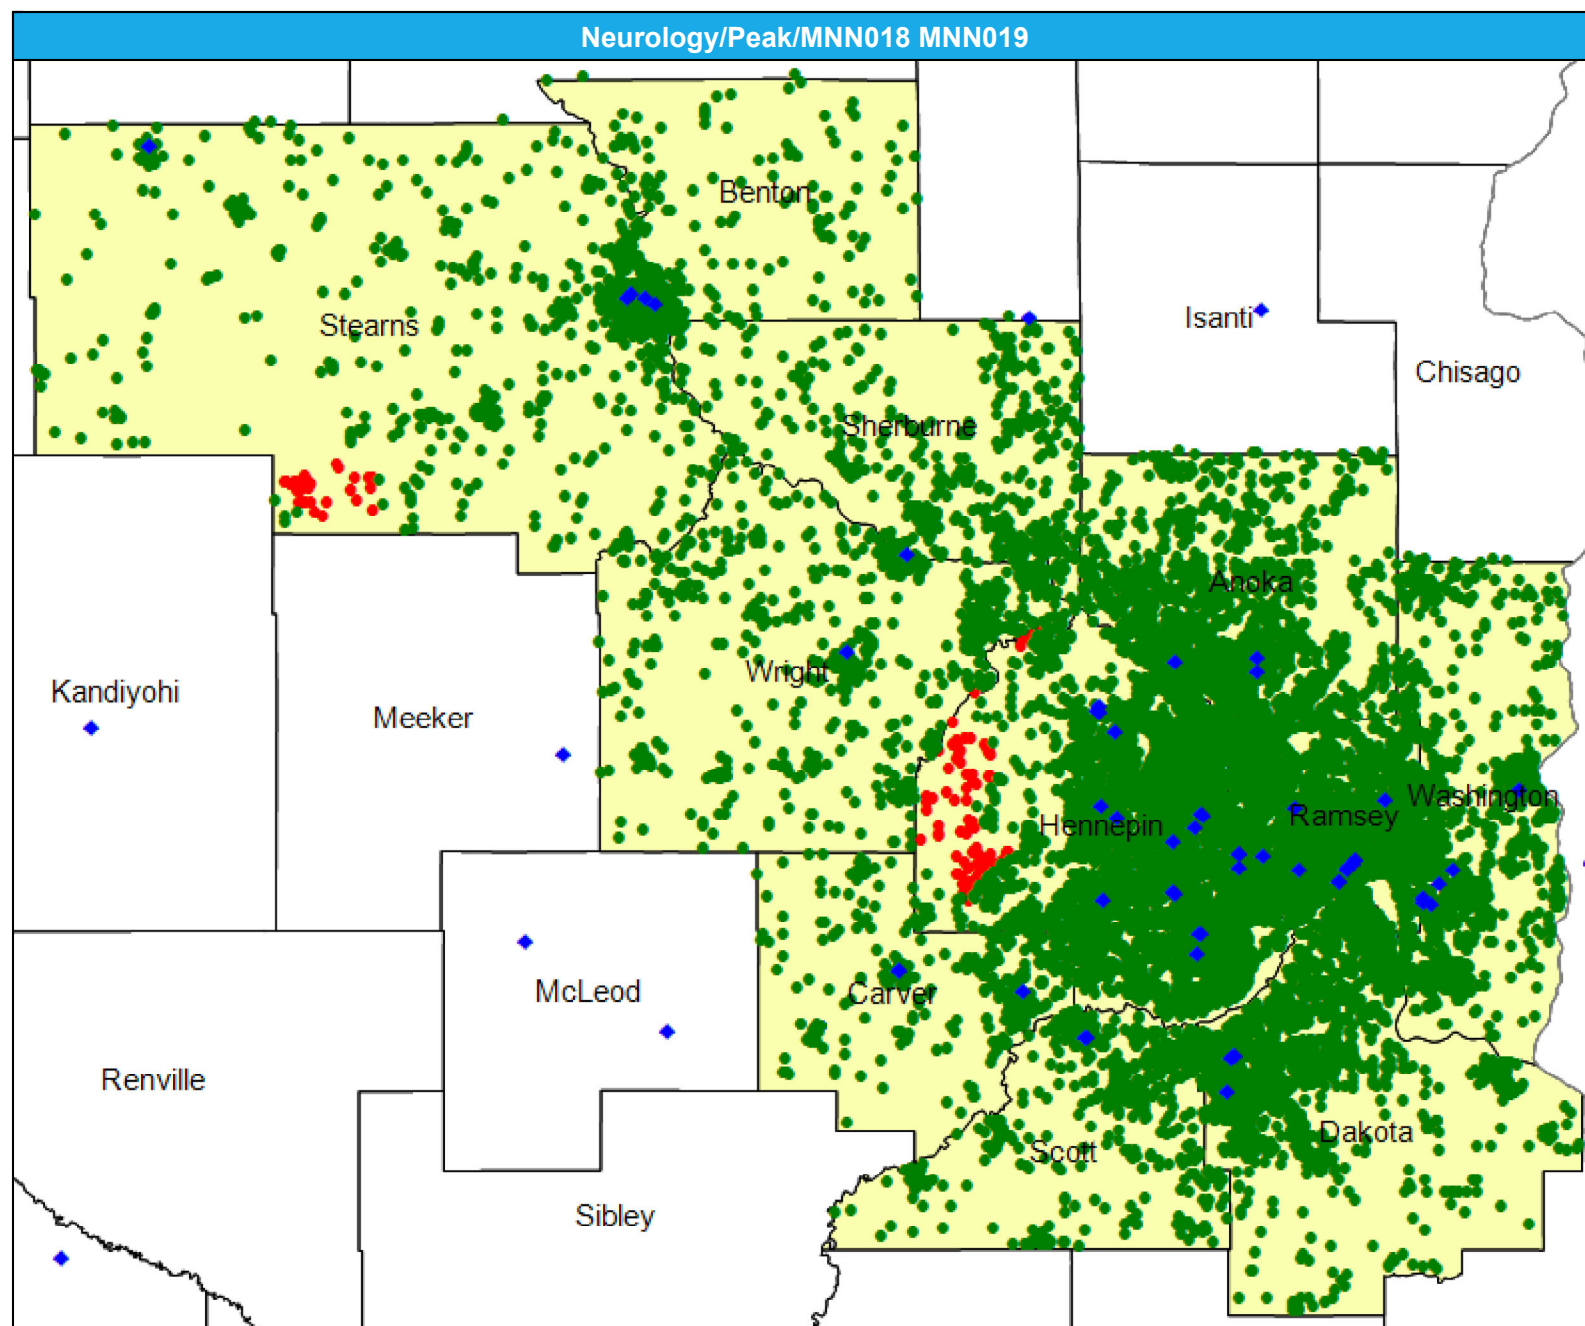 Neurology/Peak/MNN018 MNN019
Benton
Stearns
Isanti
Chisago
Sherburne
Anoka
Wright
Kandiyohi
Meeker
Washington
Ramsey
Hennepin
McLeod
Carver
Renville
Dakota
Scott
Sibley